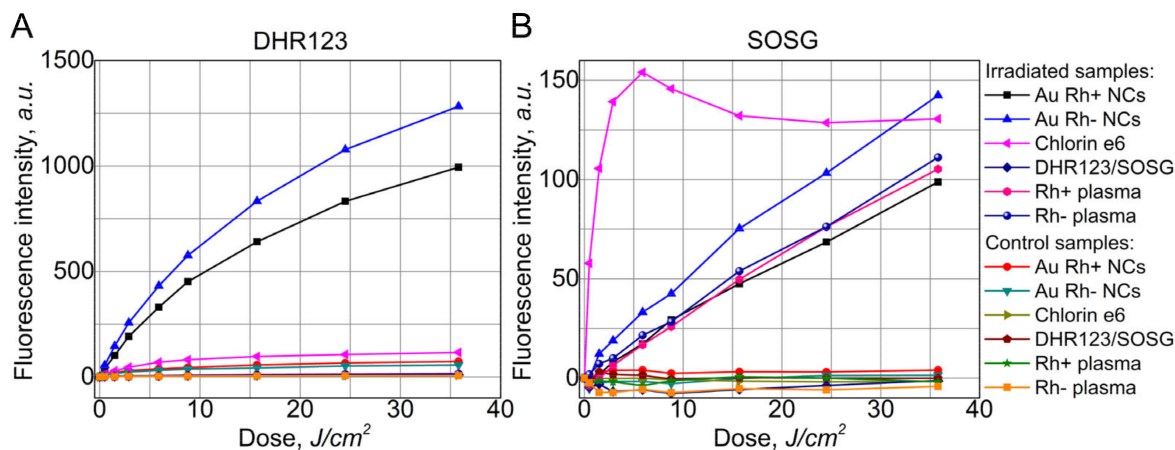 A
DHR123
Fluorescence intensity, a.u.
1500
1000
500
0
0
10
20
30
40
Dose, J/cm²
B
SOSG
Fluorescence intensity, a.u.
150
100
50
0
0
10
20
30
40
Dose, J/cm²
Irradiated samples:
Au Rh+ NCs
Au Rh- NCs
Chlorin e6
DHR123/SOSG
Rh+ plasma
Rh- plasma
Control samples:
Au Rh+ NCs
Au Rh- NCs
Chlorin e6
DHR123/SOSG
Rh+ plasma
Rh- plasma